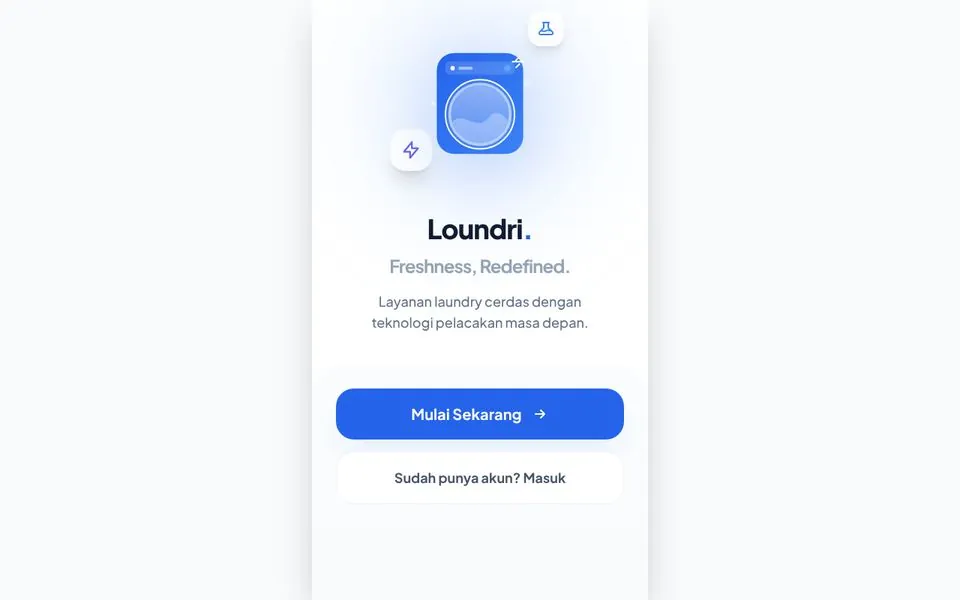 Loundri.
Freshness, Redefined.
Layanan laundry cerdas dengan
teknologi pelacakan masa depan.
Mulai Sekarang →
Sudah punya akun? Masuk